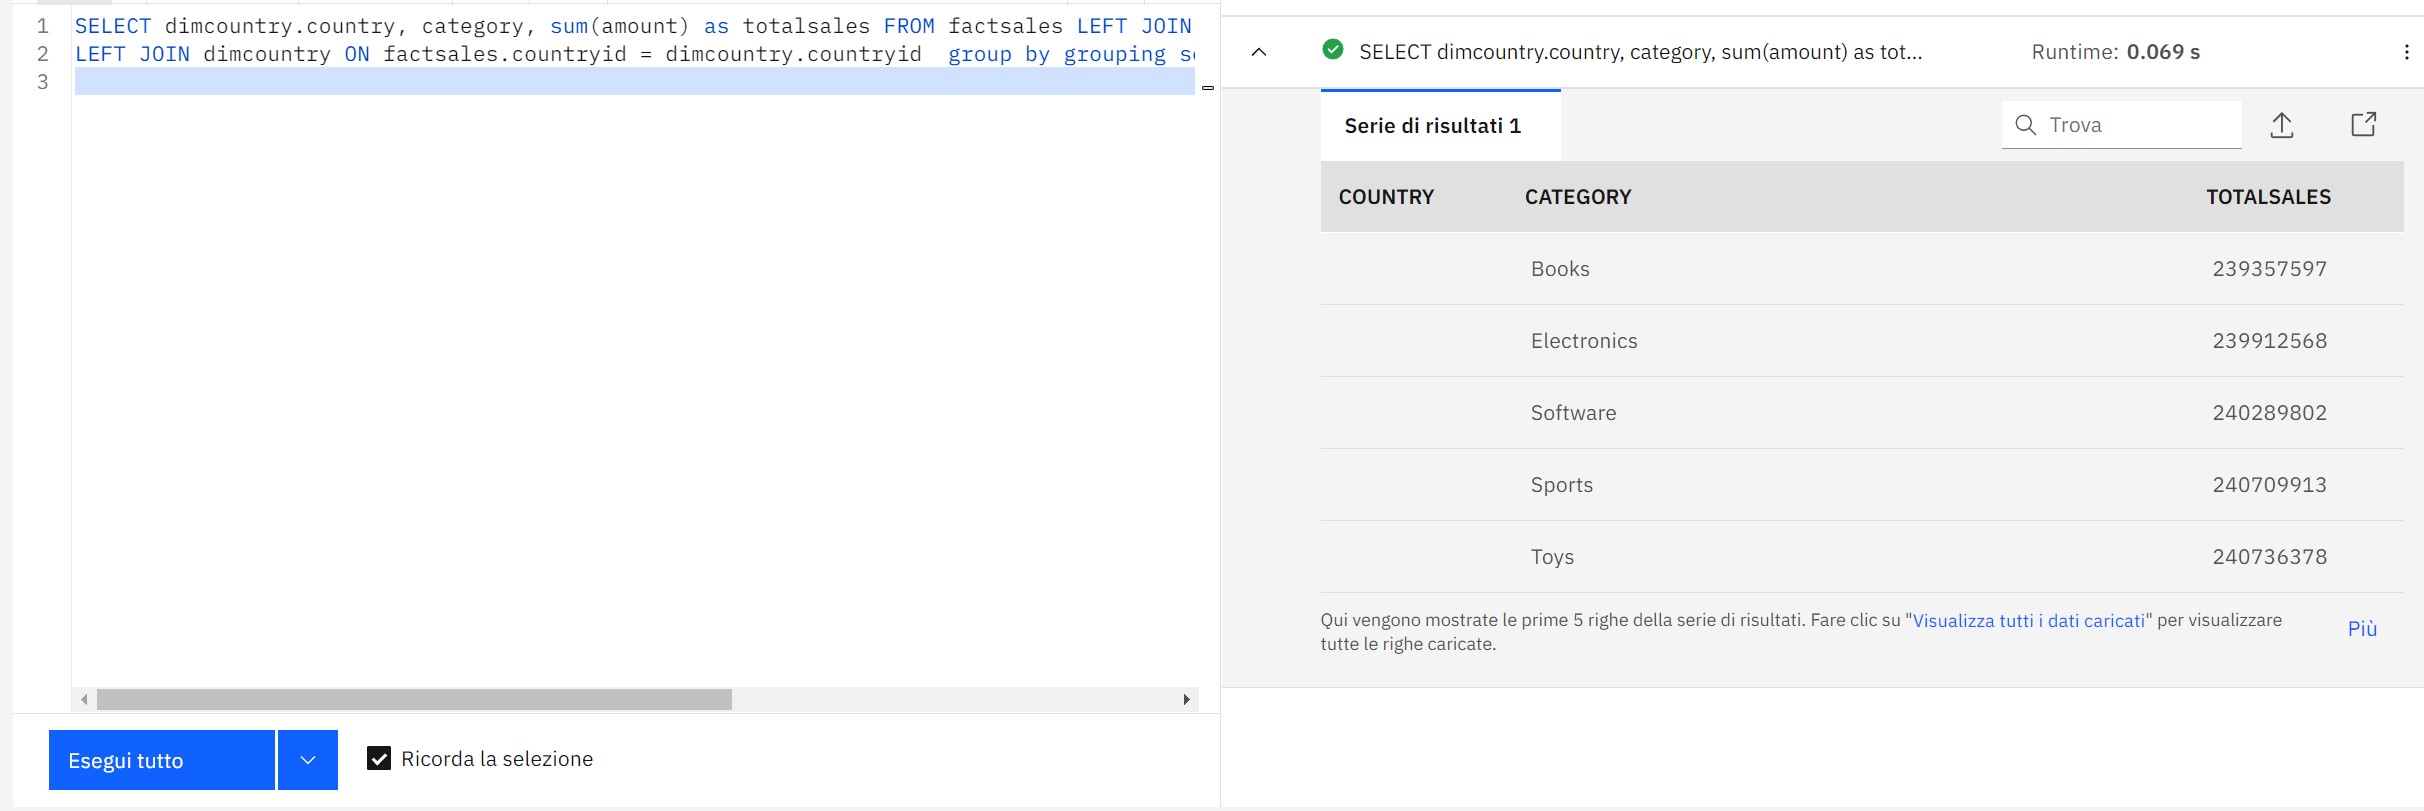 1 SELECT dimcountry.country, category, sum(amount) as totalsales FROM factsales LEFT JOIN
2 LEFT JOIN dimcountry ON factsales.countryid = dimcountry.countryid group by grouping
3
Esegui tutto
Ricorda la selezione
SELECT dimcountry.country, category, sum(amount) as tot...
Runtime: 0.069 s
Serie di risultati 1
Trova
COUNTRY CATEGORY TOTALSALES
Books 239357597
Electronics 239912568
Software 240289802
Sports 240709913
Toys 240736378
Qui vengono mostrate le prime 5 righe della serie di risultati. Fare clic su "Visualizza tutti i dati caricati" per visualizzare
tutte le righe caricate.
Più